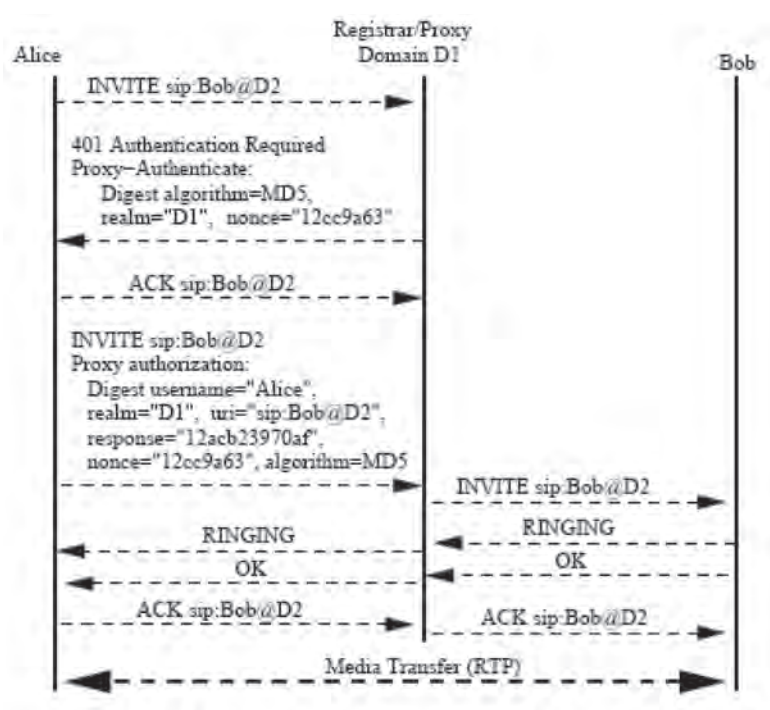 Registrar/Proxy
Alice Domain D1 Bob
INVITE sip:Bob@D2
401 Authentication Required
Proxy-Authenticate:
Digest algorithm=MD5,
realm="D1", nonce="12cc9a63"
ACK sip:Bob@D2
INVITE sip:Bob@D2
Proxy authorization:
Digest username="Alice",
realm="D1", uri="sip:Bob@D2",
response="12acb23970af",
nonce="12cc9a63", algorithm=MD5
INVITE sip:Bob@D2
RINGING
RINGING
OK
OK
ACK sip:Bob@D2
ACK sip:Bob@D2
Media Transfer (RTP)